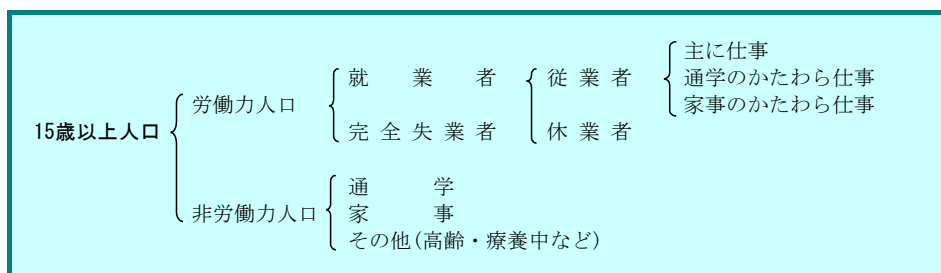 主に仕事
就業者 従業者 通学のかたわら仕事
労働力人口 家事のかたわら仕事
15歳以上人口 完全失業者 休業者
通学
非労働力人口 家事
その他(高齢・療養中など)